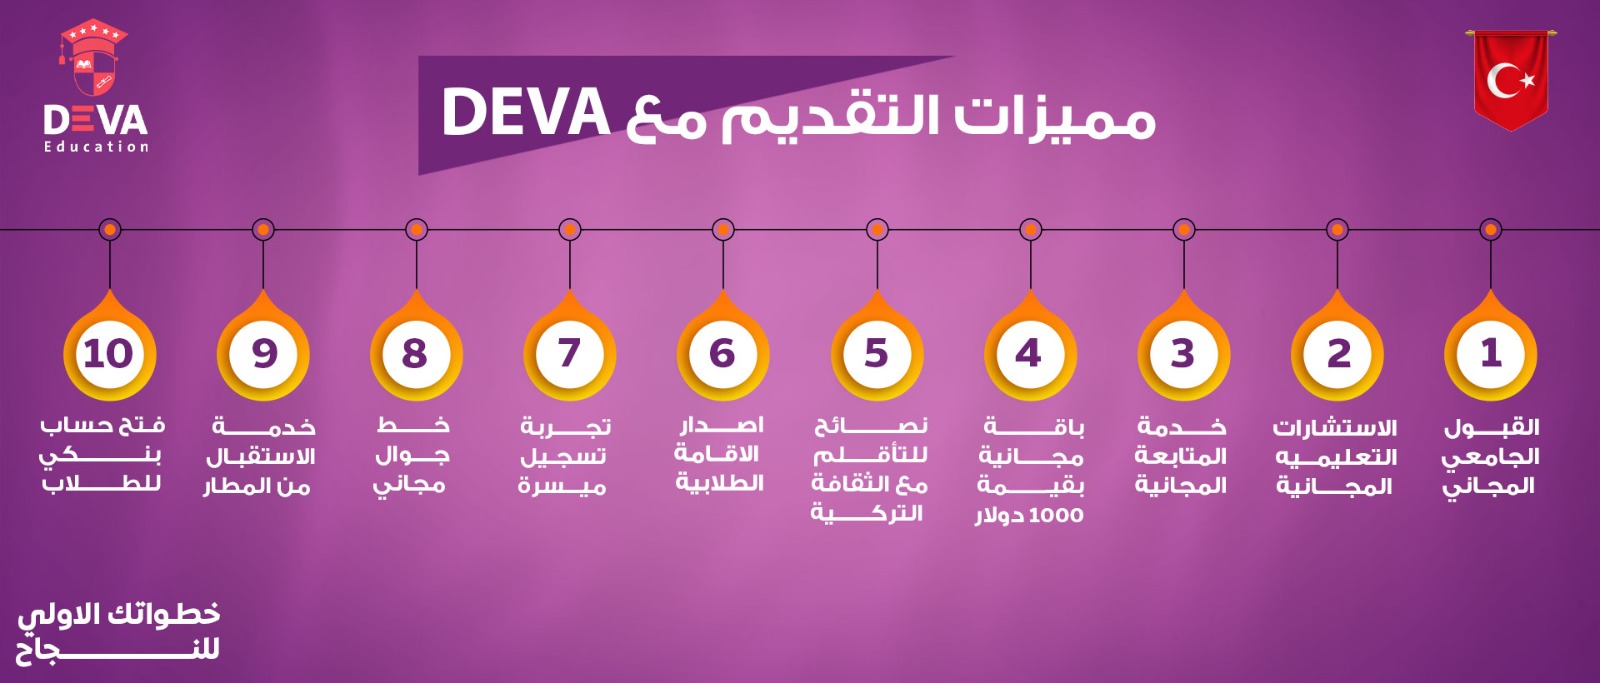 DEVA
Education
مميزات التقديم مع DEVA
1
القبول
الجامعي
المجاني
2
الاستشارات
التعليميه
المجانية
3
خدمة
المتابعة
المجانية
4
باقة
مجانية
بقيمة
1000 دولار
5
نصائح
للتأقلم
مع الثقافة
التركية
6
اصدار
الاقامة
الطلابية
7
تجربة
تسجيل
ميسرة
8
خط
جوال
مجاني
9
خدمة
الاستقبال
من المطار
10
فتح حساب
بنكي
للطلاب
خطواتك الاولي
للنجاح